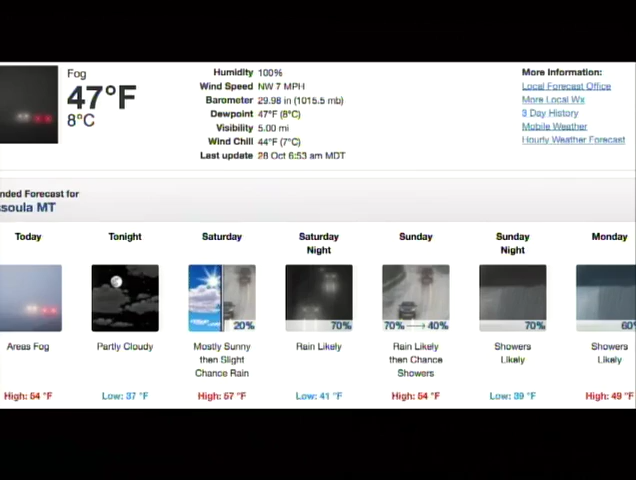 Fog
47°F
8°C
Humidity 100%
Wind Speed NW 7 MPH
Barometer 29.98 in (1015.5 mb)
Dewpoint 47°F (8°C)
Visibility 5.00 mi
Wind Chill 44°F (7°C)
Last update 28 Oct 6:53 am MDT
More Information:
Local Forecast Office
More Local Wx
3 Day History
Mobile Weather
Hourly Weather Forecast
nded Forecast for
soula MT
Today
Areas Fog
High: 54 °F
Tonight
Partly Cloudy
Low: 37 °F
Saturday
20%
Mostly Sunny
then Slight
Chance Rain
High: 57 °F
Saturday
Night
70%
Rain Likely
Low: 41 °F
Sunday
70% → 40%
Rain Likely
then Chance
Showers
High: 54 °F
Sunday
Night
70%
Showers
Likely
Low: 39 °F
Monday
60%
Showers
Likely
High: 49 °F